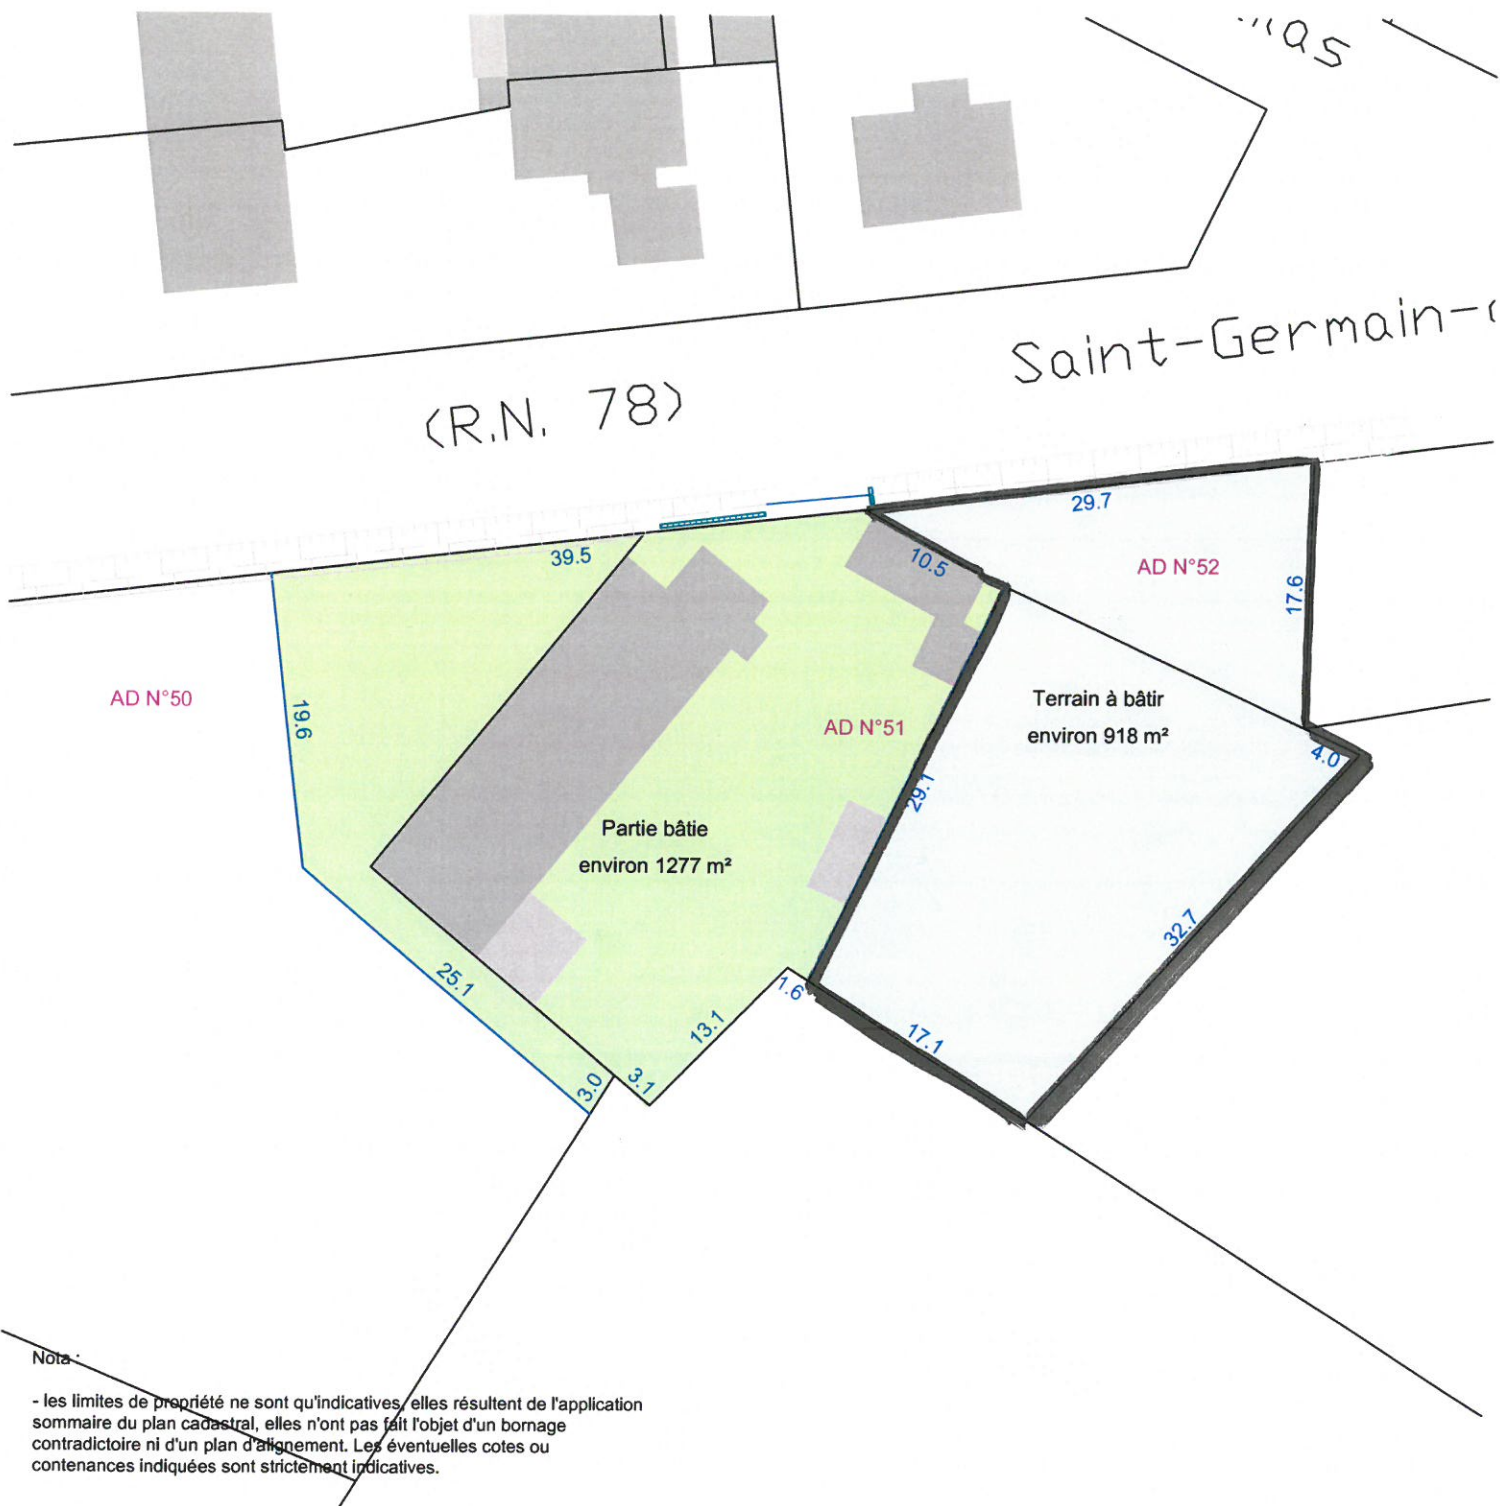 Saint-Germain-
(R.N. 78)
29.7
39.5
10.5
AD N°52
17.6
AD N°50
19.6
Terrain à bâtir
environ 918 m²
AD N°51
4.0
29.1
Partie bâtie
environ 1277 m²
32.7
25.1
1.6
13.1
17.1
3.0
3.1
Nota :
- les limites de propriété ne sont qu'indicatives, elles résultent de l'application
sommaire du plan cadastral, elles n'ont pas fait l'objet d'un bornage
contradictoire ni d'un plan d'alignement. Les éventuelles cotes ou
contenances indiquées sont strictement indicatives.